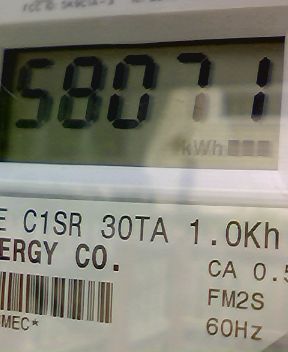 58071
kWh
E C1SR 30TA 1.0Kh
ERGY CO.
CA 0.5
FM2S
60Hz
MEC*